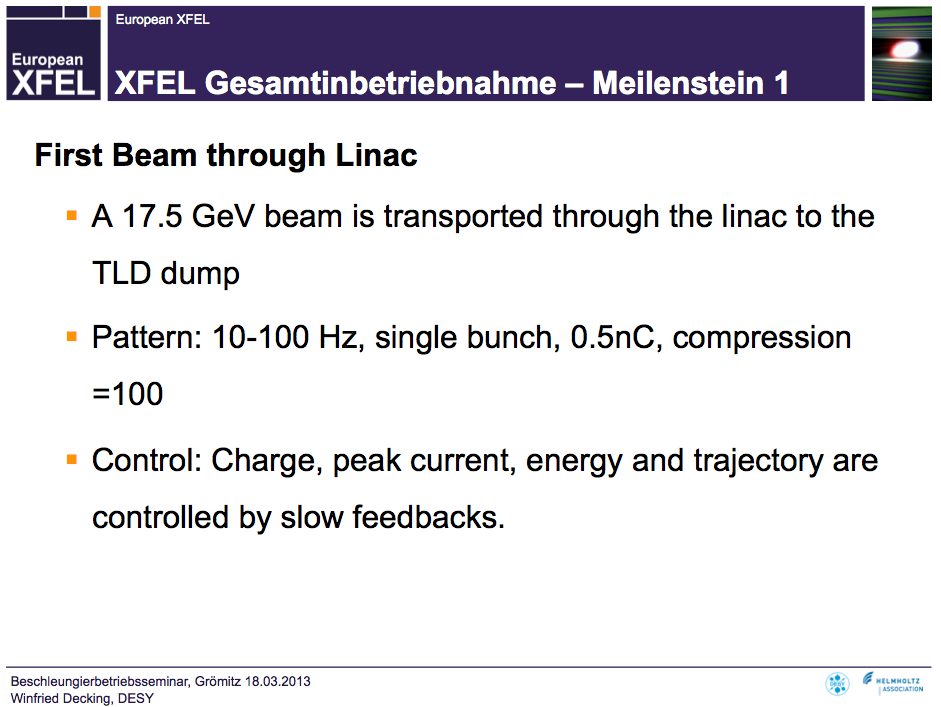 European XFEL
European
XFEL
XFEL Gesamtinbetriebnahme – Meilenstein 1
First Beam through Linac
A 17.5 GeV beam is transported through the linac to the
TLD dump
Pattern: 10-100 Hz, single bunch, 0.5nC, compression
=100
Control: Charge, peak current, energy and trajectory are
controlled by slow feedbacks.
Beschleungierbetriebsseminar, Grömitz 18.03.2013
Winfried Decking, DESY
DESY
HELMHOLTZ
ASSOCIATION